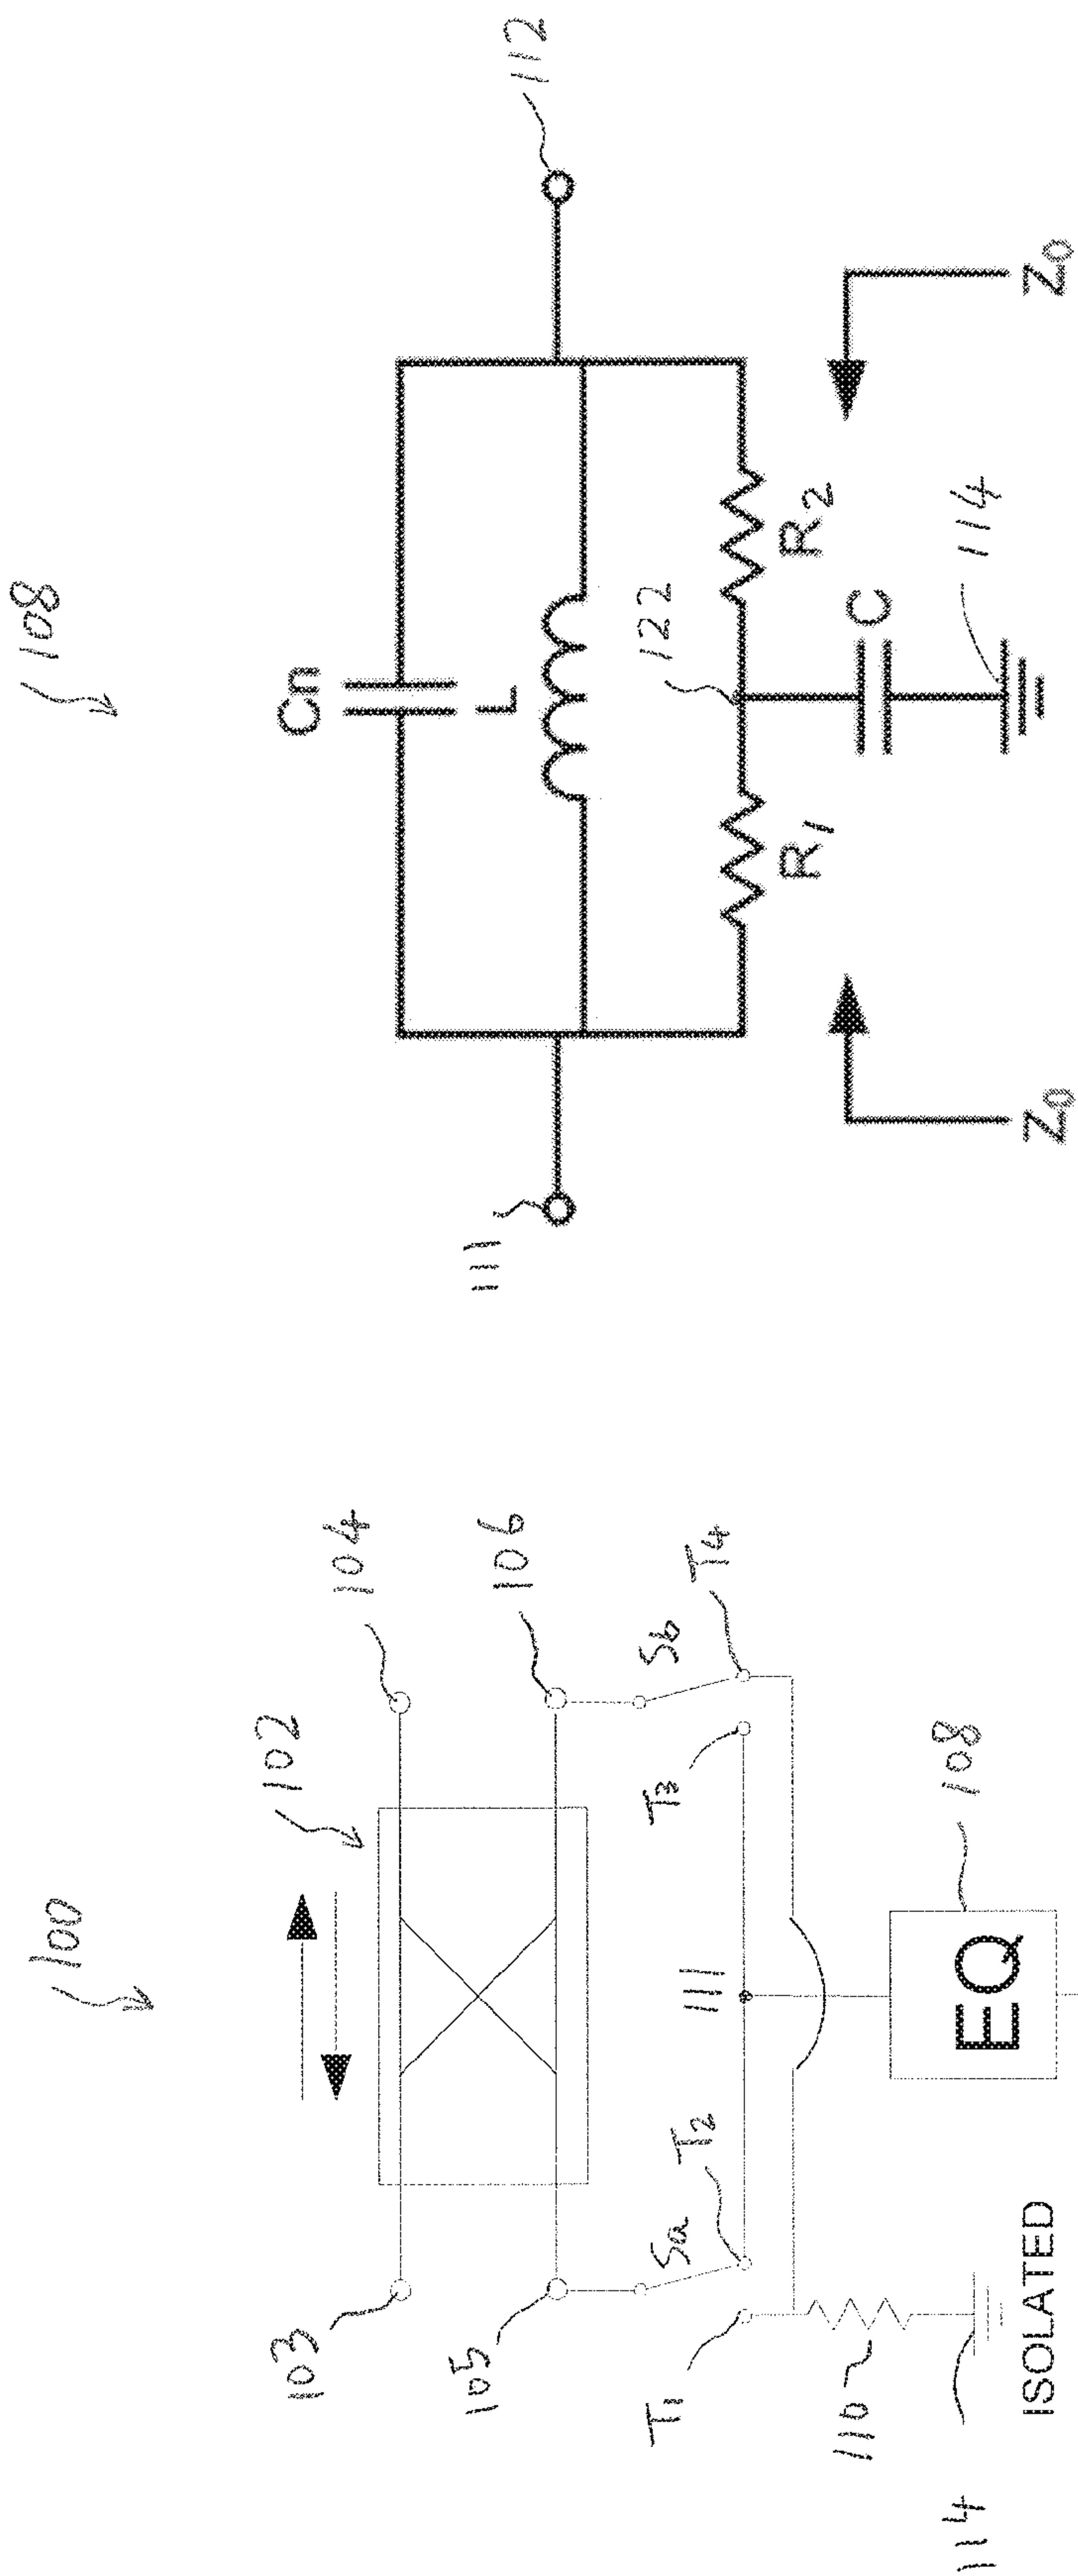 100
102
103
104
105
106
Sa
Sb
T1
T2
T3
T4
111
110
EQ
108
114
ISOLATED
108
Cn
L
111
112
122
R1
R2
C
114
Z0
Z0